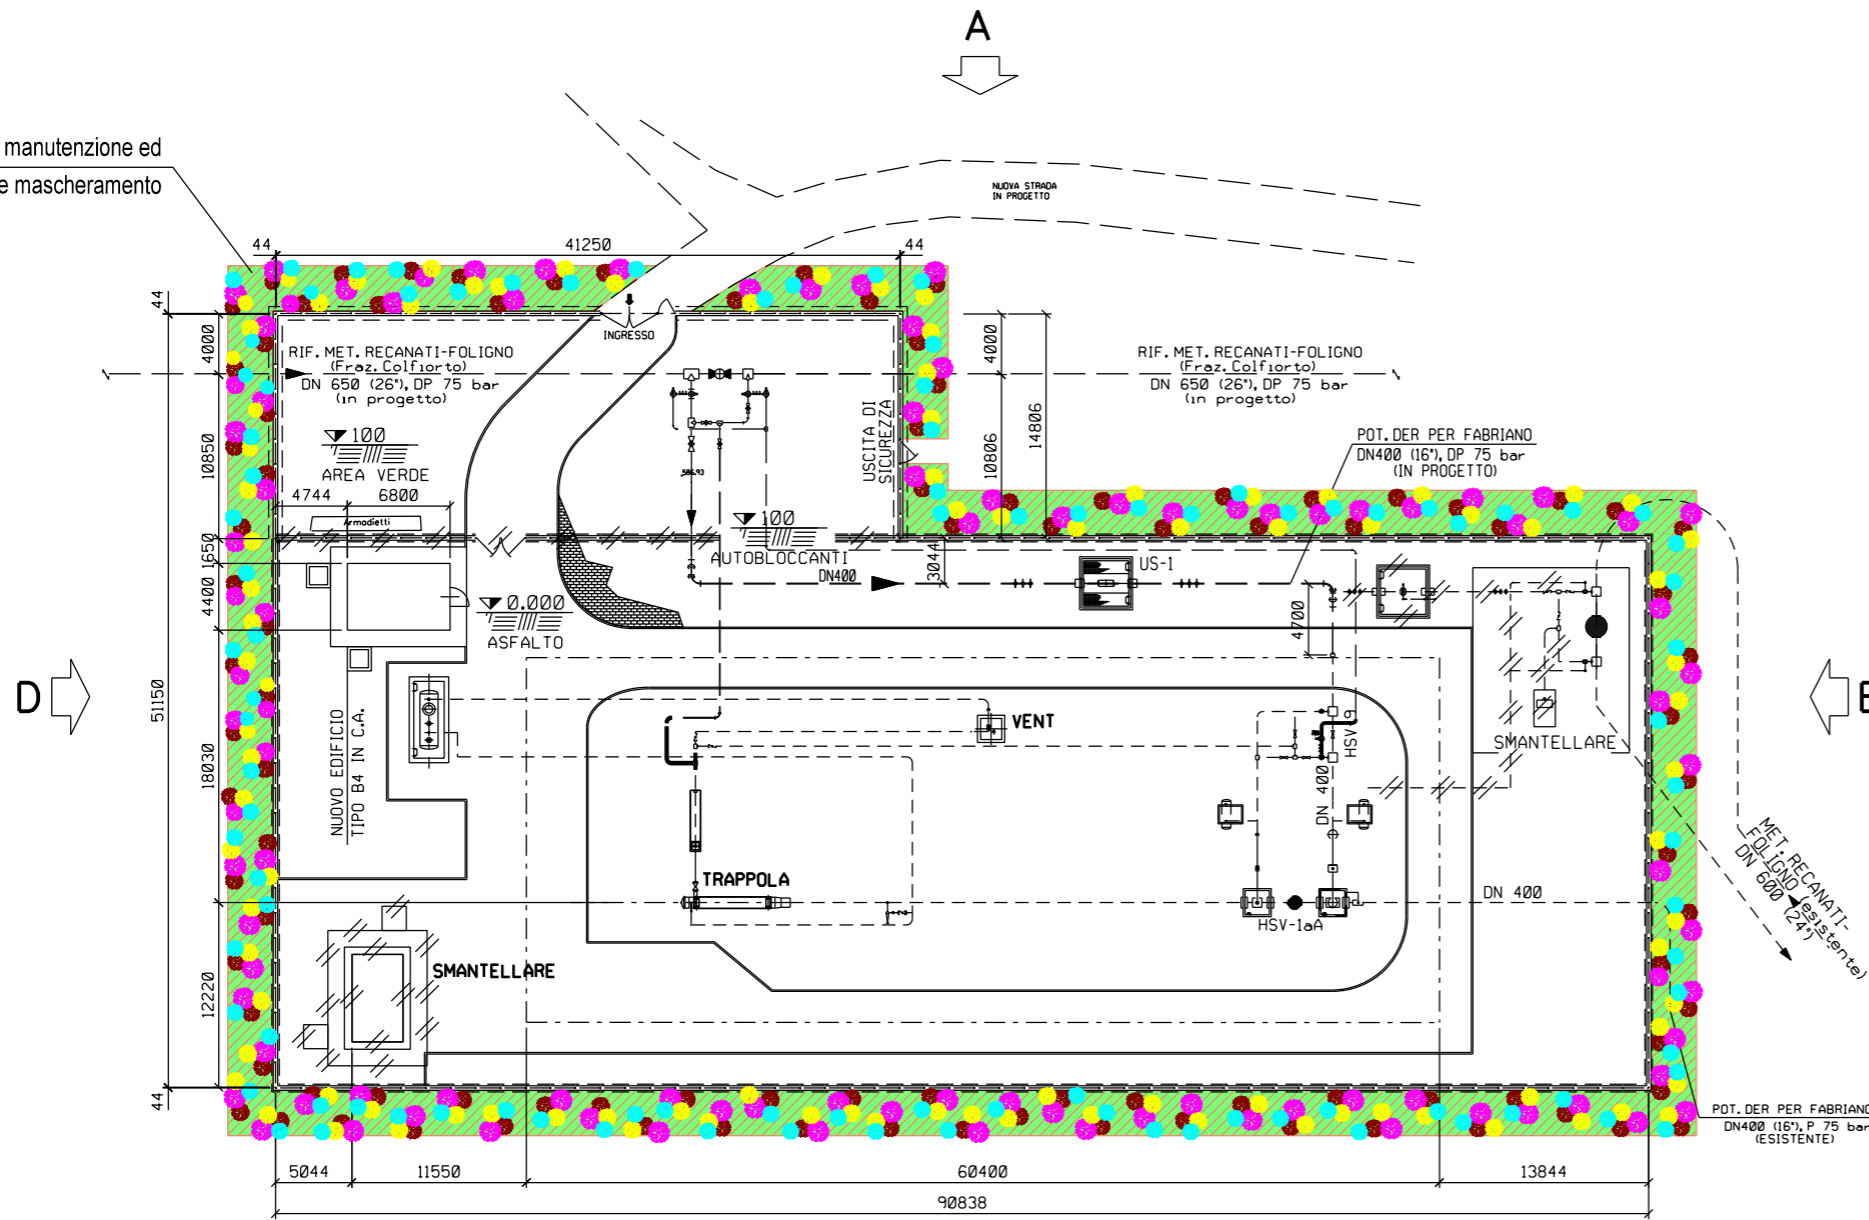 A
manutenzione ed
e mascheramento
NUOVA STRADA
IN PROGETTO
44
41250
44
44
4000
INGRESSO
RIF. MET. RECANATI-FOLIGNO
(Fraz. Colfiorto)
DN 650 (26"), DP 75 bar
(in progetto)
4000
RIF. MET. RECANATI-FOLIGNO
(Fraz. Colfiorto)
DN 650 (26"), DP 75 bar
(in progetto)
10850
100
AREA VERDE
4744
6800
Armadietti
USCITA DI
SICUREZZA
10806
14806
POT. DER PER FABRIANO
DN400 (16"), DP 75 bar
(IN PROGETTO)
100
AUTOBLOCCANTI
1650
DN400
3044
US-1
4400
0.000
ASFALTO
4700
D
51150
NUOVO EDIFICIO
TIPO B4 IN C.A.
VENT
HSV 9
SMANTELLARE
18030
DN 400
TRAPPOLA
HSV-1aA
DN 400
MET. RECANATI-
FOLIGNO (esistente)
DN 600 (24")
SMANTELLARE
12220
44
POT. DER PER FABRIANO
DN400 (16"), P 75 bar
(ESISTENTE)
5044
11550
60400
13844
90838